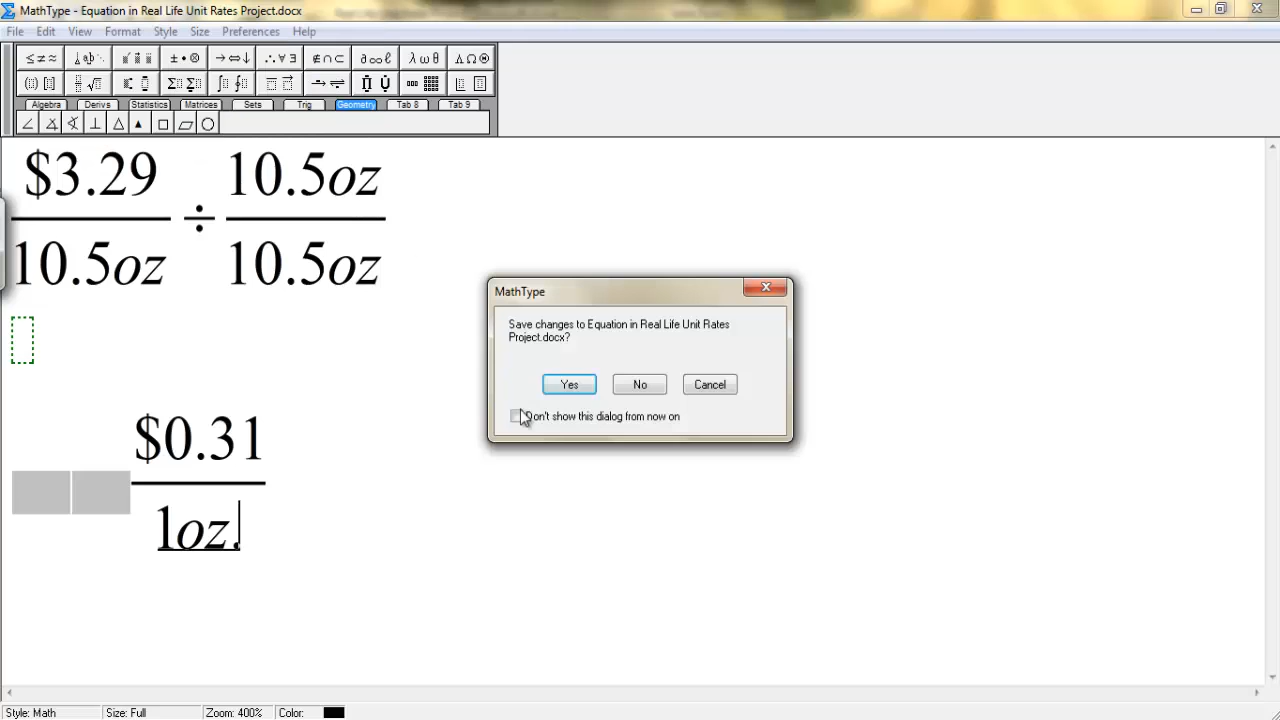 MathType - Equation in Real Life Unit Rates Project.docx
File Edit View Format Style Size Preferences Help
Algebra Derivs Statistics Matrices Sets Trig Geometry Tab 8 Tab 9
$3.29 ÷ 10.5oz
10.5oz 10.5oz
MathType
Save changes to Equation in Real Life Unit Rates
Project.docx?
Yes No Cancel
Don't show this dialog from now on
$0.31
1oz.
Style: Math Size: Full Zoom: 400% Color: